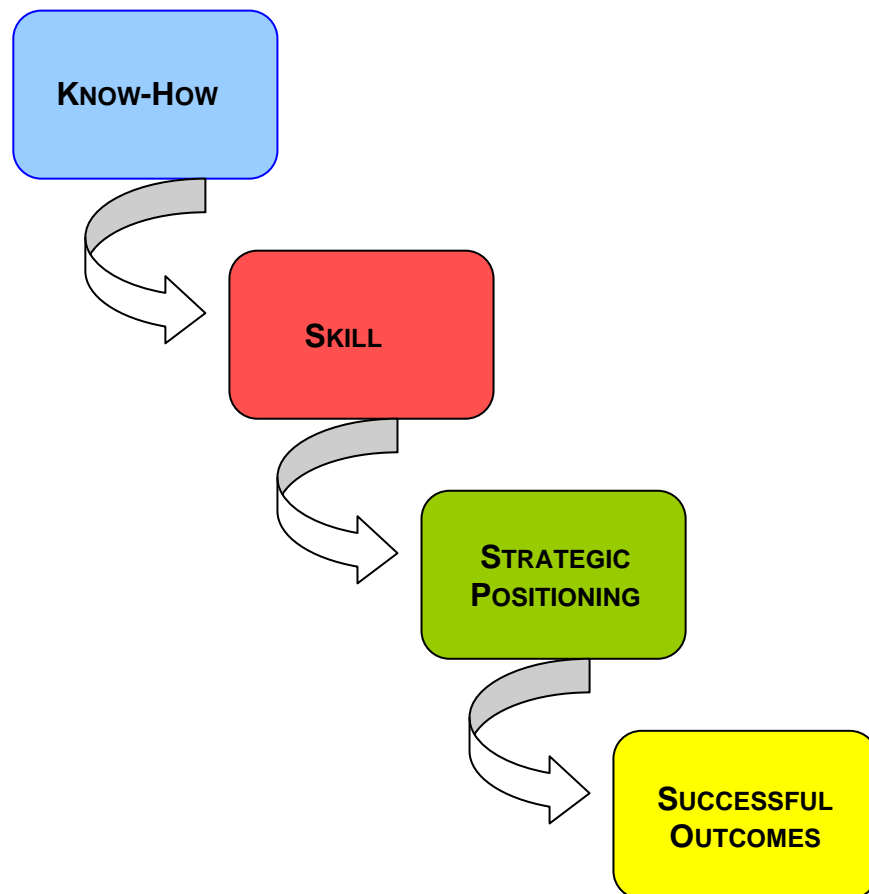 KNOW-HOW
SKILL
STRATEGIC
POSITIONING
SUCCESSFUL
OUTCOMES